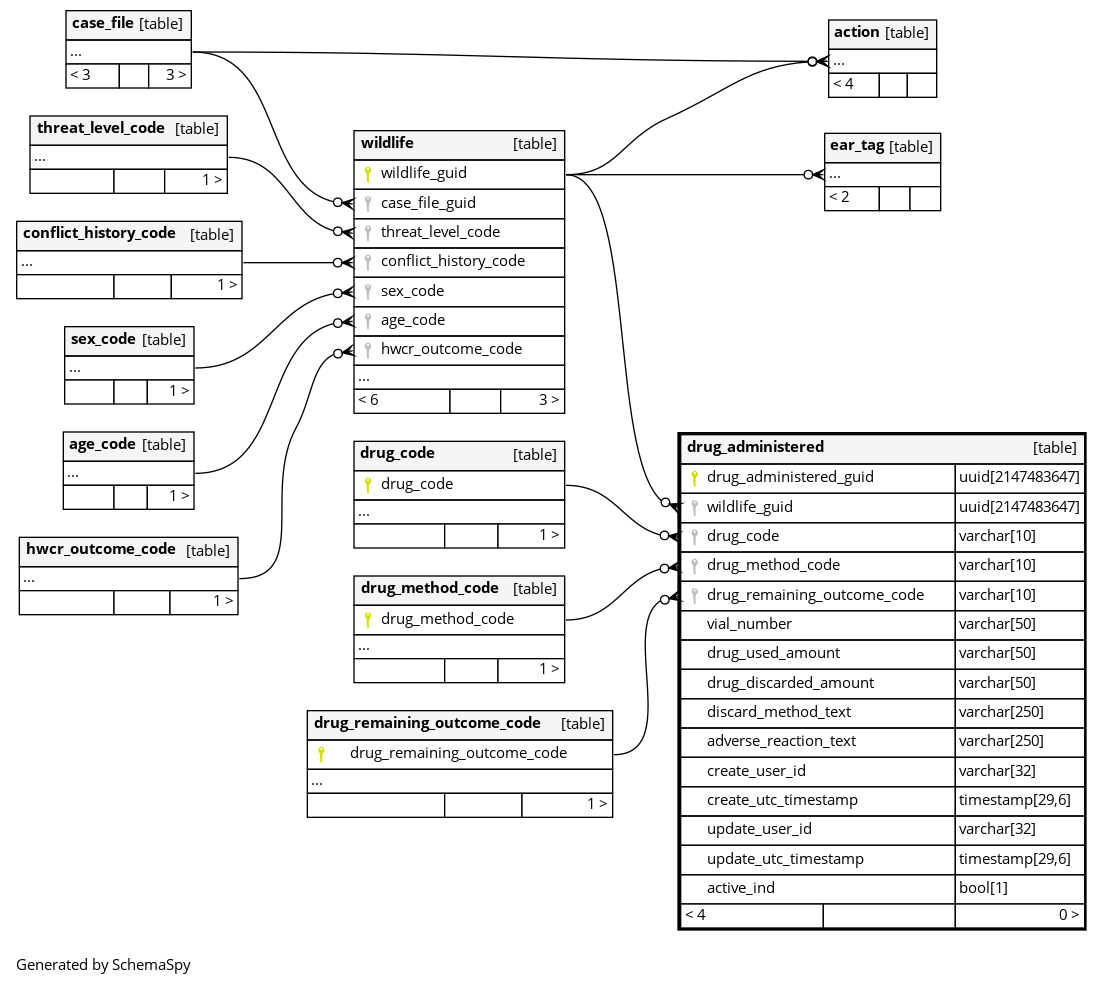 case_file [table]
...
< 3 3 >
threat_level_code [table]
...
1 >
conflict_history_code [table]
...
1 >
sex_code [table]
...
1 >
age_code [table]
...
1 >
hwcr_outcome_code [table]
...
1 >
wildlife [table]
wildlife_guid
case_file_guid
threat_level_code
conflict_history_code
sex_code
age_code
hwcr_outcome_code
...
< 6 3 >
drug_code [table]
drug_code
...
1 >
drug_method_code [table]
drug_method_code
...
1 >
drug_remaining_outcome_code [table]
drug_remaining_outcome_code
...
1 >
action [table]
...
< 4
ear_tag [table]
...
< 2
drug_administered [table]
drug_administered_guid uuid[2147483647]
wildlife_guid uuid[2147483647]
drug_code varchar[10]
drug_method_code varchar[10]
drug_remaining_outcome_code varchar[10]
vial_number varchar[50]
drug_used_amount varchar[50]
drug_discarded_amount varchar[50]
discard_method_text varchar[250]
adverse_reaction_text varchar[250]
create_user_id varchar[32]
create_utc_timestamp timestamp[29,6]
update_user_id varchar[32]
update_utc_timestamp timestamp[29,6]
active_ind bool[1]
< 4 0 >
Generated by SchemaSpy